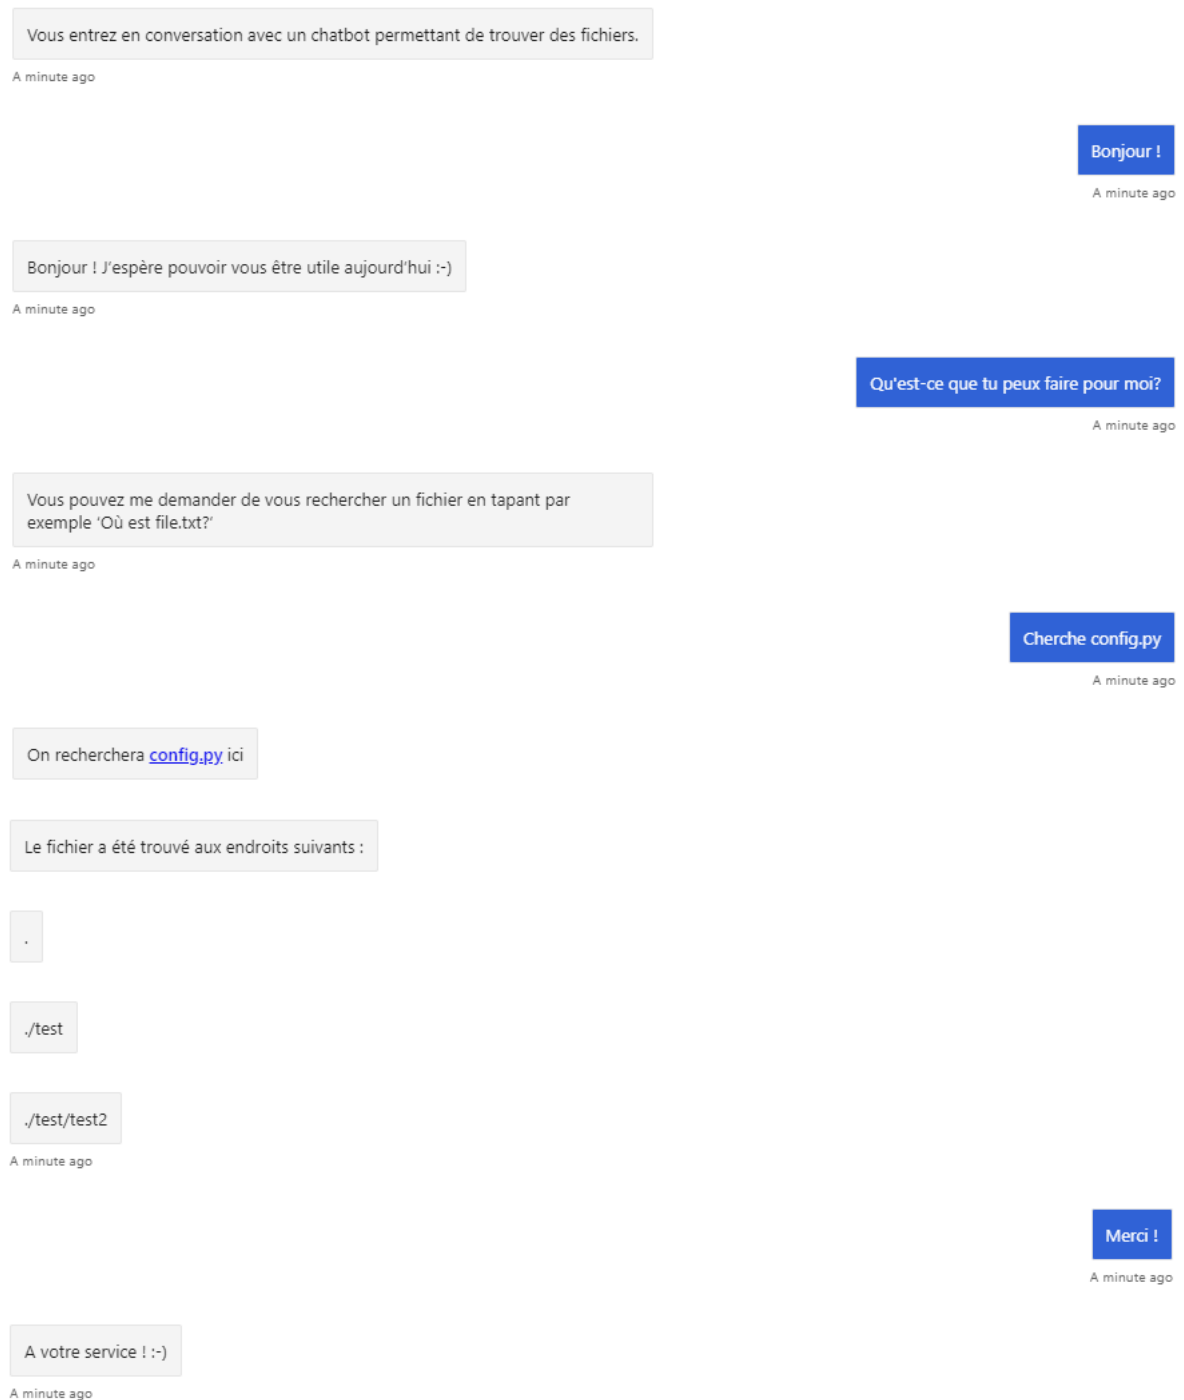 Vous entrez en conversation avec un chatbot permettant de trouver des fichiers.
A minute ago
Bonjour !
A minute ago
Bonjour ! J’espère pouvoir vous être utile aujourd’hui :-)
A minute ago
Qu'est-ce que tu peux faire pour moi?
A minute ago
Vous pouvez me demander de vous rechercher un fichier en tapant par
exemple ‘Où est file.txt?‘
A minute ago
Cherche config.py
A minute ago
On recherchera config.py ici
Le fichier a été trouvé aux endroits suivants :
.
./test
./test/test2
A minute ago
Merci !
A minute ago
A votre service ! :-)
A minute ago